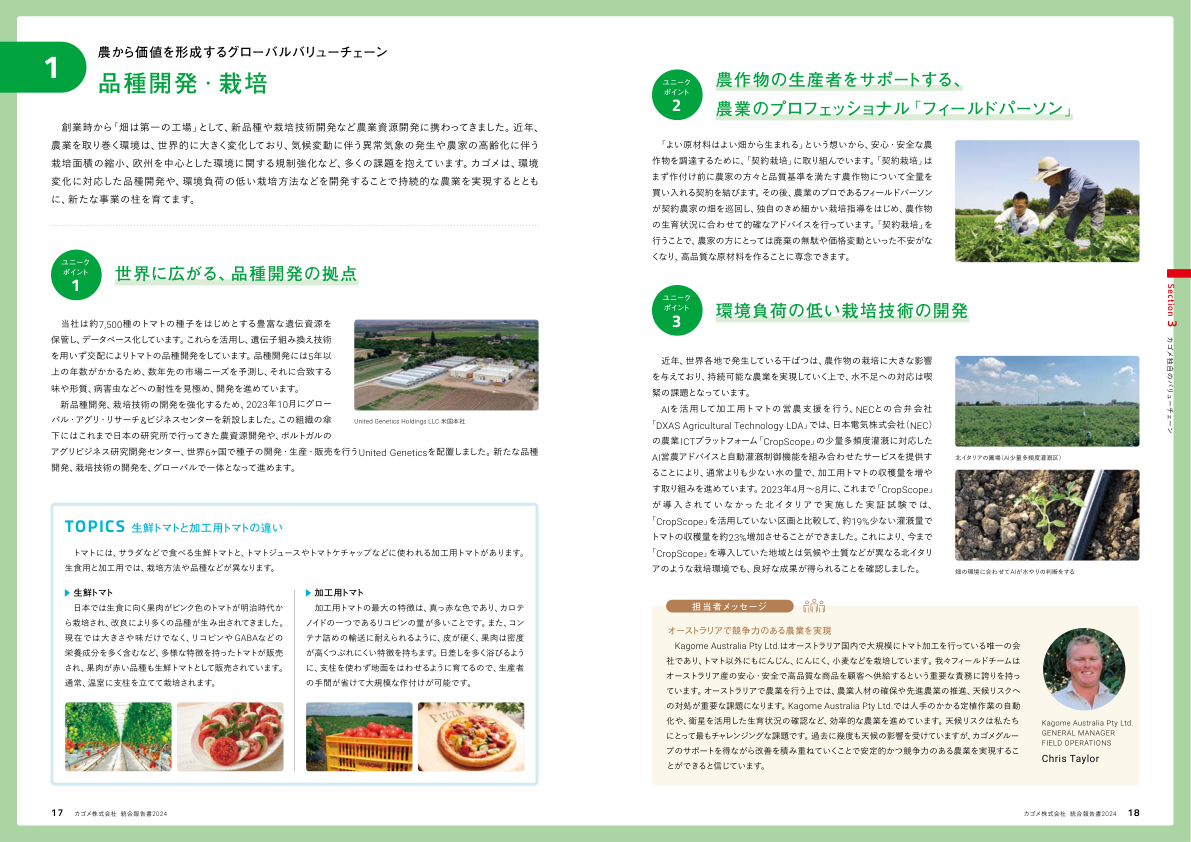 1
農から価値を形成するグローバルバリューチェーン
品種開発・栽培
創業時から「畑は第一の工場」として、新品種や栽培技術開発など農業資源開発に携わってきました。近年、
農業を取り巻く環境は、世界的に大きく変化しており、気候変動に伴う異常気象の発生や農家の高齢化に伴う
栽培面積の縮小、欧州を中心とした環境に関する規制強化など、多くの課題を抱えています。カゴメは、環境
変化に対応した品種開発や、環境負荷の低い栽培方法などを開発することで持続的な農業を実現するととも
に、新たな事業の柱を育てます。
ユニーク
ポイント
1
世界に広がる、品種開発の拠点
当社は約7,500種のトマトの種子をはじめとする豊富な遺伝資源を
保管し、データベース化しています。これらを活用し、遺伝子組み換え技術
を用いず交配によりトマトの品種開発をしています。品種開発には5年以
上の年数がかかるため、数年先の市場ニーズを予測し、それに合致する
味や形質、病害虫などへの耐性を見極め、開発を進めています。
新品種開発、栽培技術の開発を強化するため、2023年10月にグロー
バル・アグリ・リサーチ&ビジネスセンターを新設しました。この組織の傘
下にはこれまで日本の研究所で行ってきた農資源開発や、ポルトガルの
アグリビジネス研究開発センター、世界6ヶ国で種子の開発・生産・販売を行うUnited Geneticsを配置しました。新たな品種
開発、栽培技術の開発を、グローバルで一体となって進めます。
United Genetics Holdings LLC 米国本社
TOPICS 生鮮トマトと加工用トマトの違い
トマトには、サラダなどで食べる生鮮トマトと、トマトジュースやトマトケチャップなどに使われる加工用トマトがあります。
生食用と加工用では、栽培方法や品種などが異なります。
生鮮トマト
日本では生食に向く果肉がピンク色のトマトが明治時代か
ら栽培され、改良により多くの品種が生み出されてきました。
現在では大きさや味だけでなく、リコピンやGABAなどの
栄養成分を多く含むなど、多様な特徴を持ったトマトが販売
され、果肉が赤い品種も生鮮トマトとして販売されています。
通常、温室に支柱を立てて栽培されます。
加工用トマト
加工用トマトの最大の特徴は、真っ赤な色であり、カロテ
ノイドの一つであるリコピンの量が多いことです。また、コン
テナ詰めの輸送に耐えられるように、皮が硬く、果肉は密度
が高くつぶれにくい特徴を持ちます。日差しを多く浴びるよう
に、支柱を使わず地面をはわせるように育てるので、生産者
の手間が省けて大規模な作付けが可能です。
PIZZA
17 カゴメ株式会社 統合報告書2024
ユニーク
ポイント
2
農作物の生産者をサポートする、
農業のプロフェッショナル「フィールドパーソン」
「よい原材料はよい畑から生まれる」という想いから、安心・安全な農
作物を調達するために、「契約栽培」に取り組んでいます。「契約栽培」は
まず作付け前に農家の方々と品質基準を満たす農作物について全量を
買い入れる契約を結びます。その後、農業のプロであるフィールドパーソン
が契約農家の畑を巡回し、独自のきめ細かい栽培指導をはじめ、農作物
の生育状況に合わせて的確なアドバイスを行っています。「契約栽培」を
行うことで、農家の方にとっては廃棄の無駄や価格変動といった不安がな
くなり、高品質な原材料を作ることに専念できます。
ユニーク
ポイント
3
環境負荷の低い栽培技術の開発
近年、世界各地で発生している干ばつは、農作物の栽培に大きな影響
を与えており、持続可能な農業を実現していく上で、水不足への対応は喫
緊の課題となっています。
AIを活用して加工用トマトの営農支援を行う、NECとの合弁会社
「DXAS Agricultural Technology LDA」では、日本電気株式会社（NEC）
の農業ICTプラットフォーム「CropScope」の少量多頻度灌漑に対応した
AI営農アドバイスと自動灌漑制御機能を組み合わせたサービスを提供す
ることにより、通常よりも少ない水の量で、加工用トマトの収穫量を増や
す取り組みを進めています。2023年4月〜8月に、これまで「CropScope」
が導入されていなかった北イタリアで実施した実証試験では、
「CropScope」を活用していない区画と比較して、約19%少ない灌漑量で
トマトの収穫量を約23%増加させることができました。これにより、今まで
「CropScope」を導入していた地域とは気候や土質などが異なる北イタリ
アのような栽培環境でも、良好な成果が得られることを確認しました。
北イタリアの圃場（AI少量多頻度灌漑区）
畑の環境に合わせてAIが水やりの判断をする
担当者メッセージ
オーストラリアで競争力のある農業を実現
Kagome Australia Pty Ltd.はオーストラリア国内で大規模にトマト加工を行っている唯一の会
社であり、トマト以外にもにんじん、にんにく、小麦などを栽培しています。我々フィールドチームは
オーストラリア産の安心・安全で高品質な商品を顧客へ供給するという重要な責務に誇りを持っ
ています。オーストラリアで農業を行う上では、農業人材の確保や先進農業の推進、天候リスクへ
の対処が重要な課題になります。Kagome Australia Pty Ltd.では人手のかかる定植作業の自動
化や、衛星を活用した生育状況の確認など、効率的な農業を進めています。天候リスクは私たち
にとって最もチャレンジングな課題です。過去に幾度も天候の影響を受けていますが、カゴメグルー
プのサポートを得ながら改善を積み重ねていくことで安定的かつ競争力のある農業を実現するこ
とができると信じています。
Kagome Australia Pty Ltd.
GENERAL MANAGER
FIELD OPERATIONS
Chris Taylor
Section 3 カゴメ独自のバリューチェーン
カゴメ株式会社 統合報告書2024 18